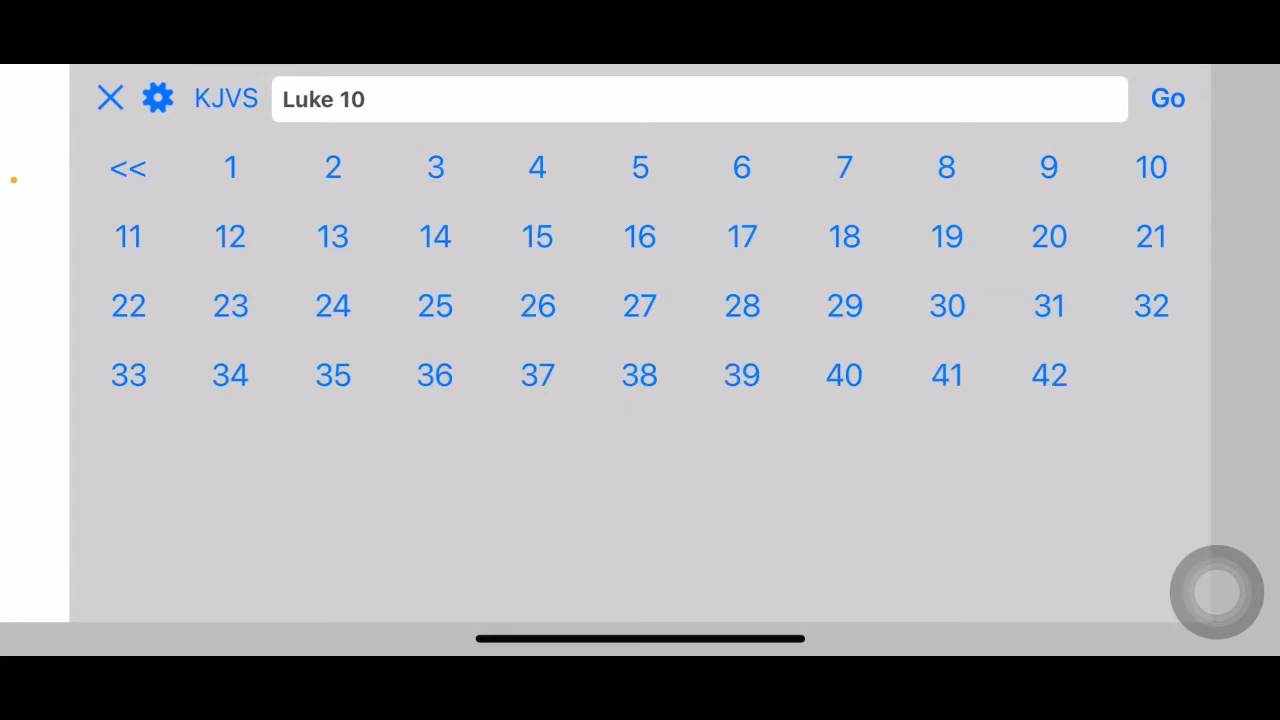 KJVS Luke 10 Go
<< 1 2 3 4 5 6 7 8 9 10
11 12 13 14 15 16 17 18 19 20 21
22 23 24 25 26 27 28 29 30 31 32
33 34 35 36 37 38 39 40 41 42